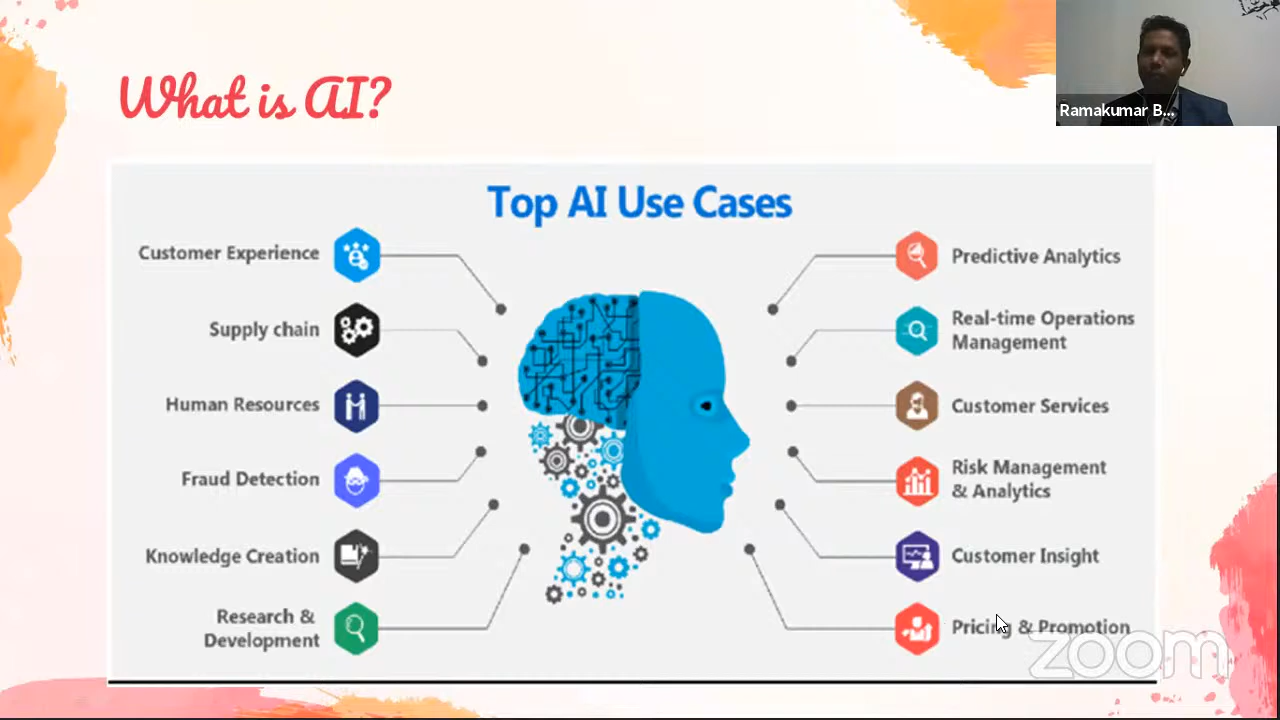 What is AI?
Ramakumar B...
Top AI Use Cases
Customer Experience
Supply chain
Human Resources
Fraud Detection
Knowledge Creation
Research &
Development
Predictive Analytics
Real-time Operations
Management
Customer Services
Risk Management
& Analytics
Customer Insight
Pricing & Promotion
zoom